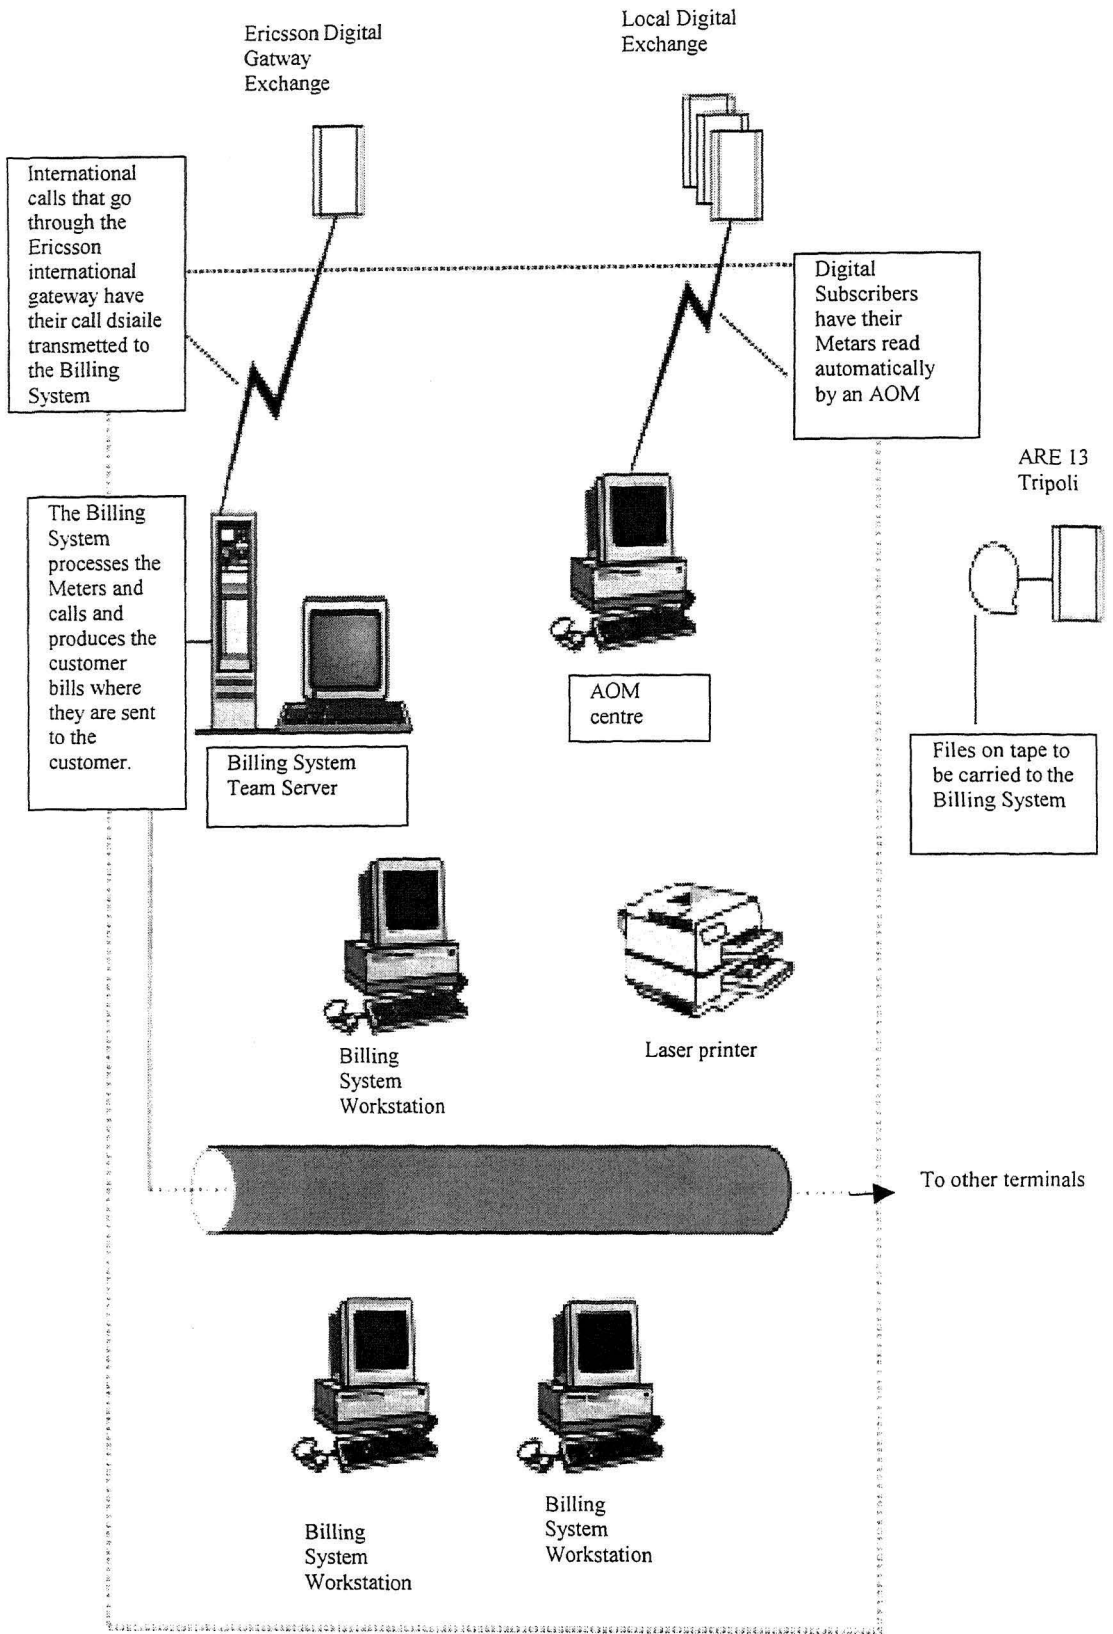 Ericsson Digital
Gatway
Exchange
Local Digital
Exchange
International
calls that go
through the
Ericsson
international
gateway have
their call dsiaile
transmetted to
the Billing
System
Digital
Subscribers
have their
Metars read
automatically
by an AOM
ARE 13
Tripoli
The Billing
System
processes the
Meters and
calls and
produces the
customer
bills where
they are sent
to the
customer.
AOM
centre
Billing System
Team Server
Files on tape to
be carried to the
Billing System
Billing
System
Workstation
Laser printer
To other terminals
Billing
System
Workstation
Billing
System
Workstation